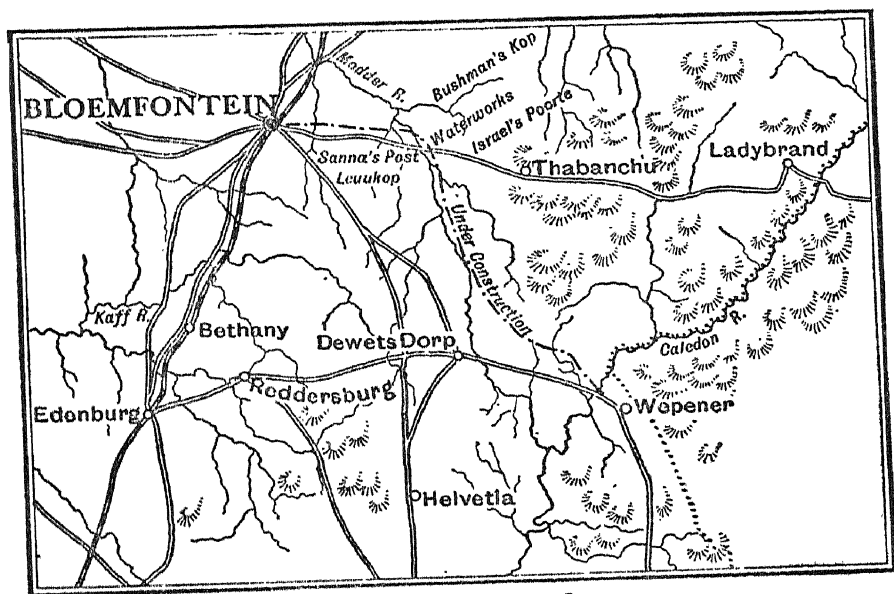 Modder R.
Bushman's Kop
BLOEMFONTEIN
Waterworks
Israel's Poorte
Sanna's Post
Leuukop
Thabanchu
Ladybrand
Under Construction
Kaff R.
Bethany
Dewets Dorp
Caledon R.
Reddersburg
Edenburg
Wepener
Helvetia